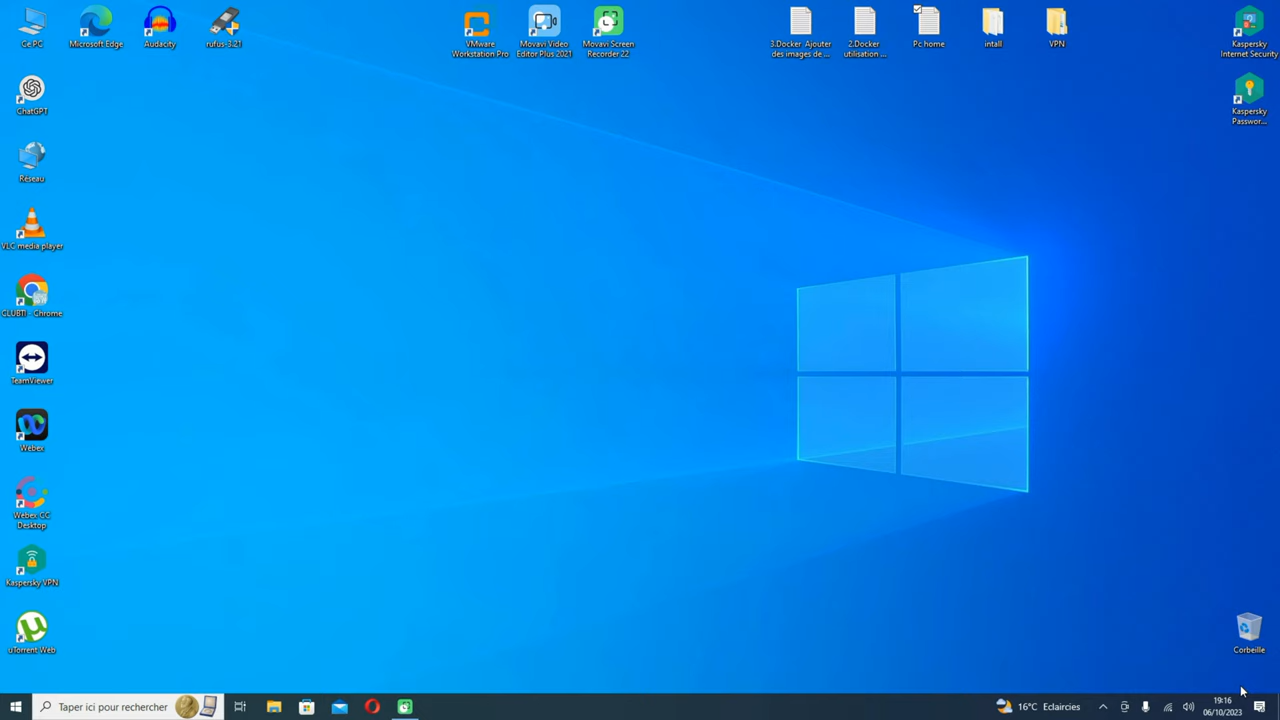 Ce PC
Microsoft Edge
Audacity
rufus-3.21
VMware
Workstation Pro
Movavi Video
Editor Plus 2021
Movavi Screen
Recorder 22
3.Docker Ajouter
des images de ...
2.Docker
utilisation ...
Pc home
intall
VPN
Kaspersky
Internet Security
ChatGPT
Kaspersky
Passwor...
Réseau
VLC media player
CLUBTI - Chrome
TeamViewer
Webex
Webex CC
Desktop
Kaspersky VPN
uTorrent Web
Corbeille
Taper ici pour rechercher
16°C Eclaircies
19:16
06/10/2023